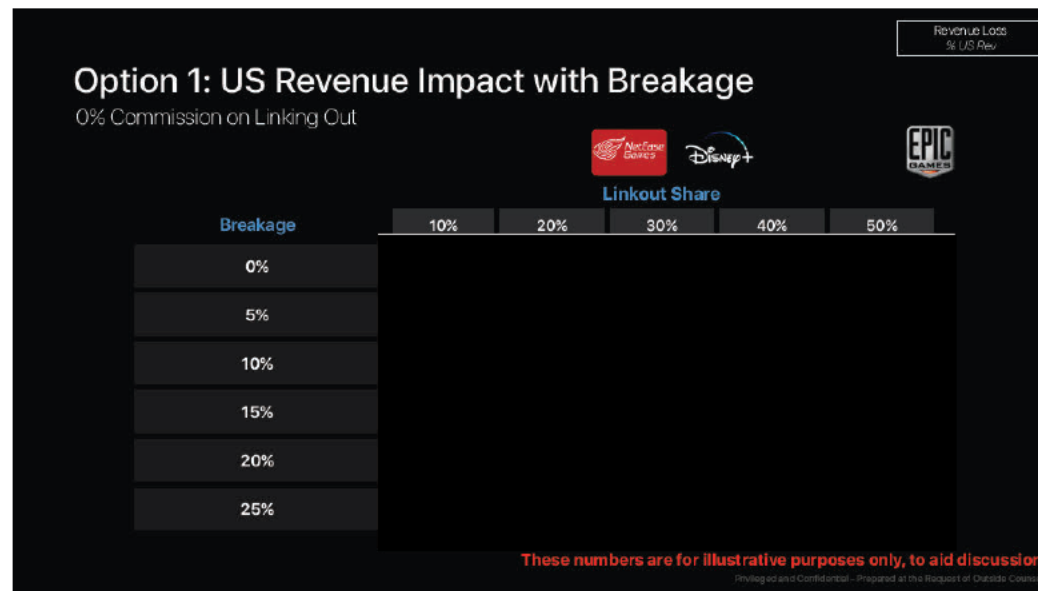 Revenue Loss
% US Rev
Option 1: US Revenue Impact with Breakage
0% Commission on Linking Out
NetEase
Games
Disney+
EPIC
GAMES
Linkout Share
Breakage
10% 20% 30% 40% 50%
0%
5%
10%
15%
20%
25%
These numbers are for illustrative purposes only, to aid discussion
Privileged and Confidential – Prepared at the Request of Outside Counse